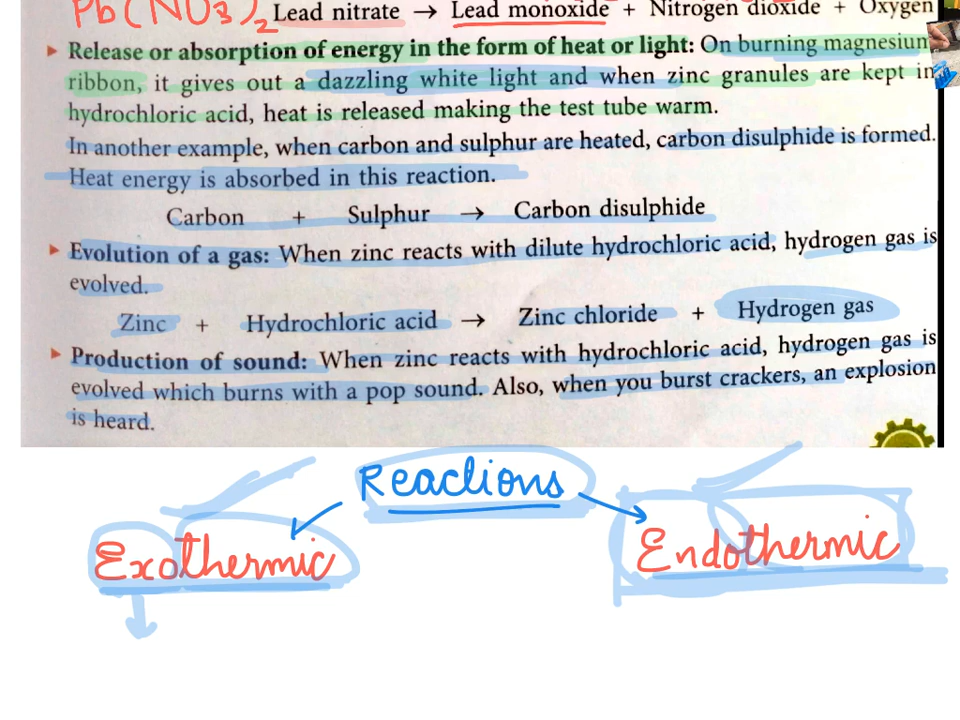 Pb(NO3)2 Lead nitrate → Lead monoxide + Nitrogen dioxide + Oxygen
▸ Release or absorption of energy in the form of heat or light: On burning magnesium
ribbon, it gives out a dazzling white light and when zinc granules are kept in
hydrochloric acid, heat is released making the test tube warm.
In another example, when carbon and sulphur are heated, carbon disulphide is formed.
Heat energy is absorbed in this reaction.
Carbon + Sulphur → Carbon disulphide
▸ Evolution of a gas: When zinc reacts with dilute hydrochloric acid, hydrogen gas is
evolved.
Zinc + Hydrochloric acid → Zinc chloride + Hydrogen gas
▸ Production of sound: When zinc reacts with hydrochloric acid, hydrogen gas is
evolved which burns with a pop sound. Also, when you burst crackers, an explosion
is heard.
Reactions
Exothermic Endothermic